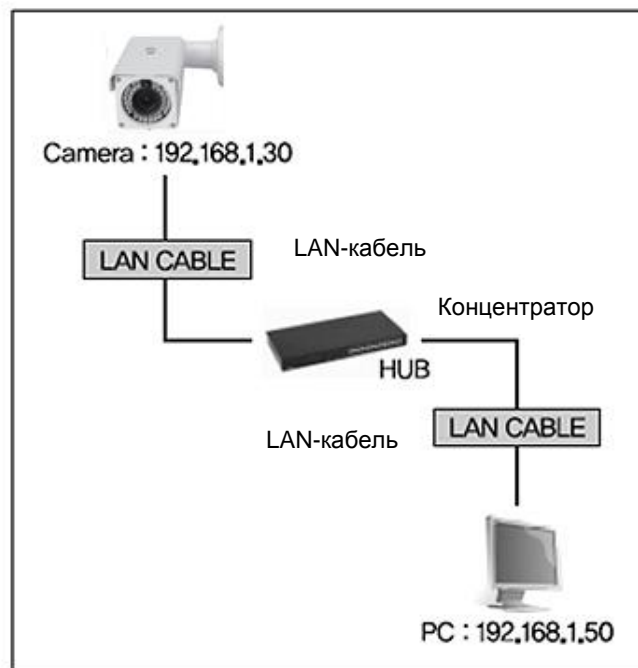 Camera : 192.168.1.30
LAN CABLE
LAN-кабель
Концентратор
HUB
LAN-кабель
LAN CABLE
PC : 192.168.1.50